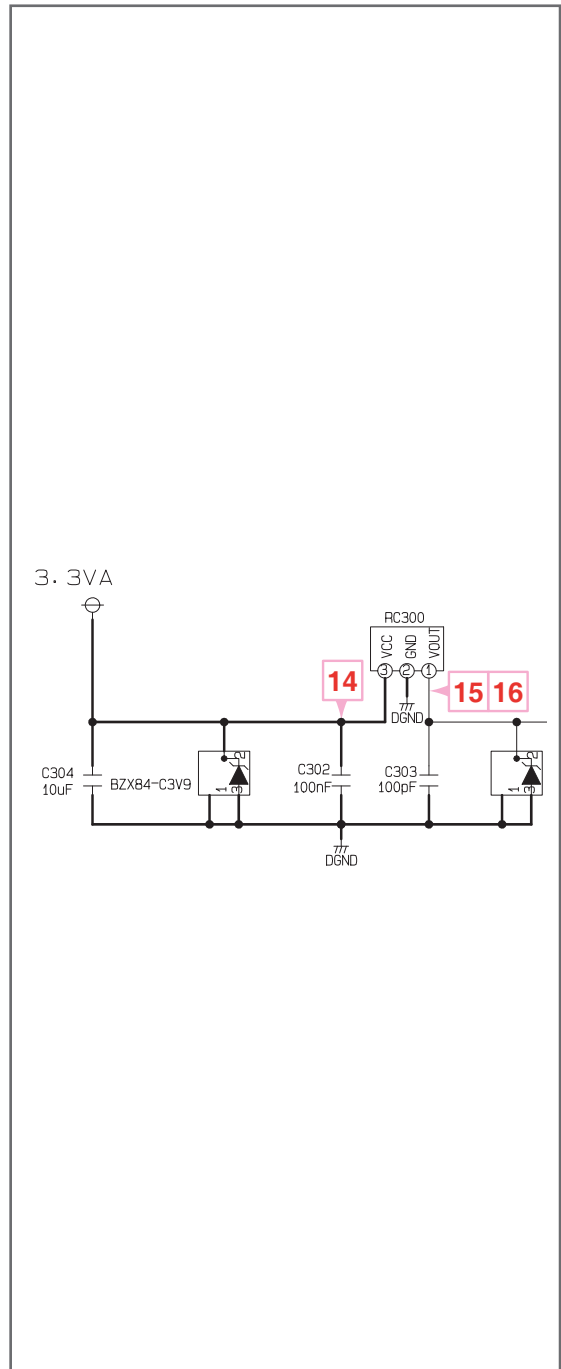 3.3VA
RC300
VCC
GND
VOUT
3
2
1
14
15 16
DGND
C304
10uF
BZX84-C3V9
1
3
2
C302
100nF
C303
100pF
1
3
2
DGND